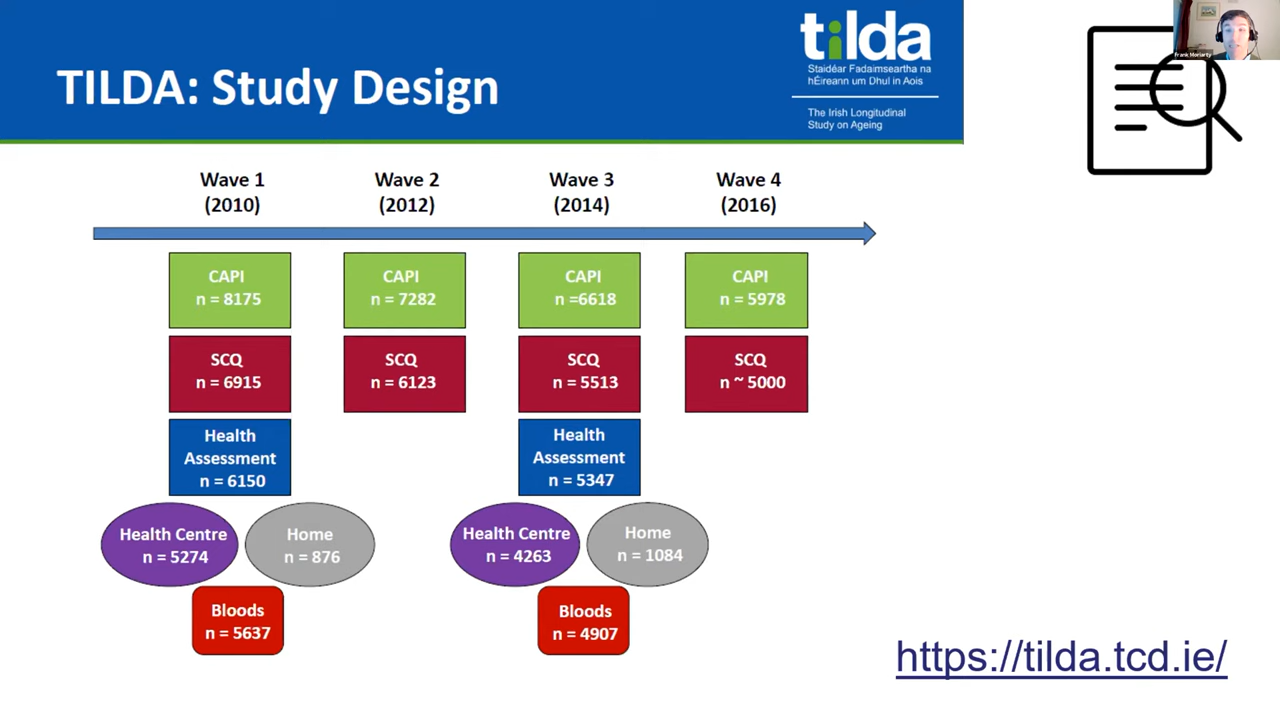 TILDA: Study Design
tilda
Staidéar Fadaimseartha na
hÉireann um Dhul in Aois
The Irish Longitudinal
Study on Ageing
Frank Moriarty
Wave 1
(2010)
Wave 2
(2012)
Wave 3
(2014)
Wave 4
(2016)
CAPI
n = 8175
CAPI
n = 7282
CAPI
n =6618
CAPI
n = 5978
SCQ
n = 6915
SCQ
n = 6123
SCQ
n = 5513
SCQ
n ~ 5000
Health
Assessment
n = 6150
Health
Assessment
n = 5347
Health Centre
n = 5274
Home
n = 876
Health Centre
n = 4263
Home
n = 1084
Bloods
n = 5637
Bloods
n = 4907
https://tilda.tcd.ie/